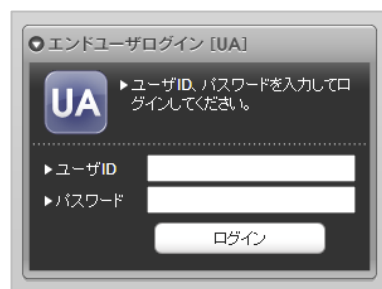 エンドユーザログイン [UA]
UA
▶ユーザID、パスワードを入力してロ
グインしてください。
▶ユーザID
▶パスワード
ログイン